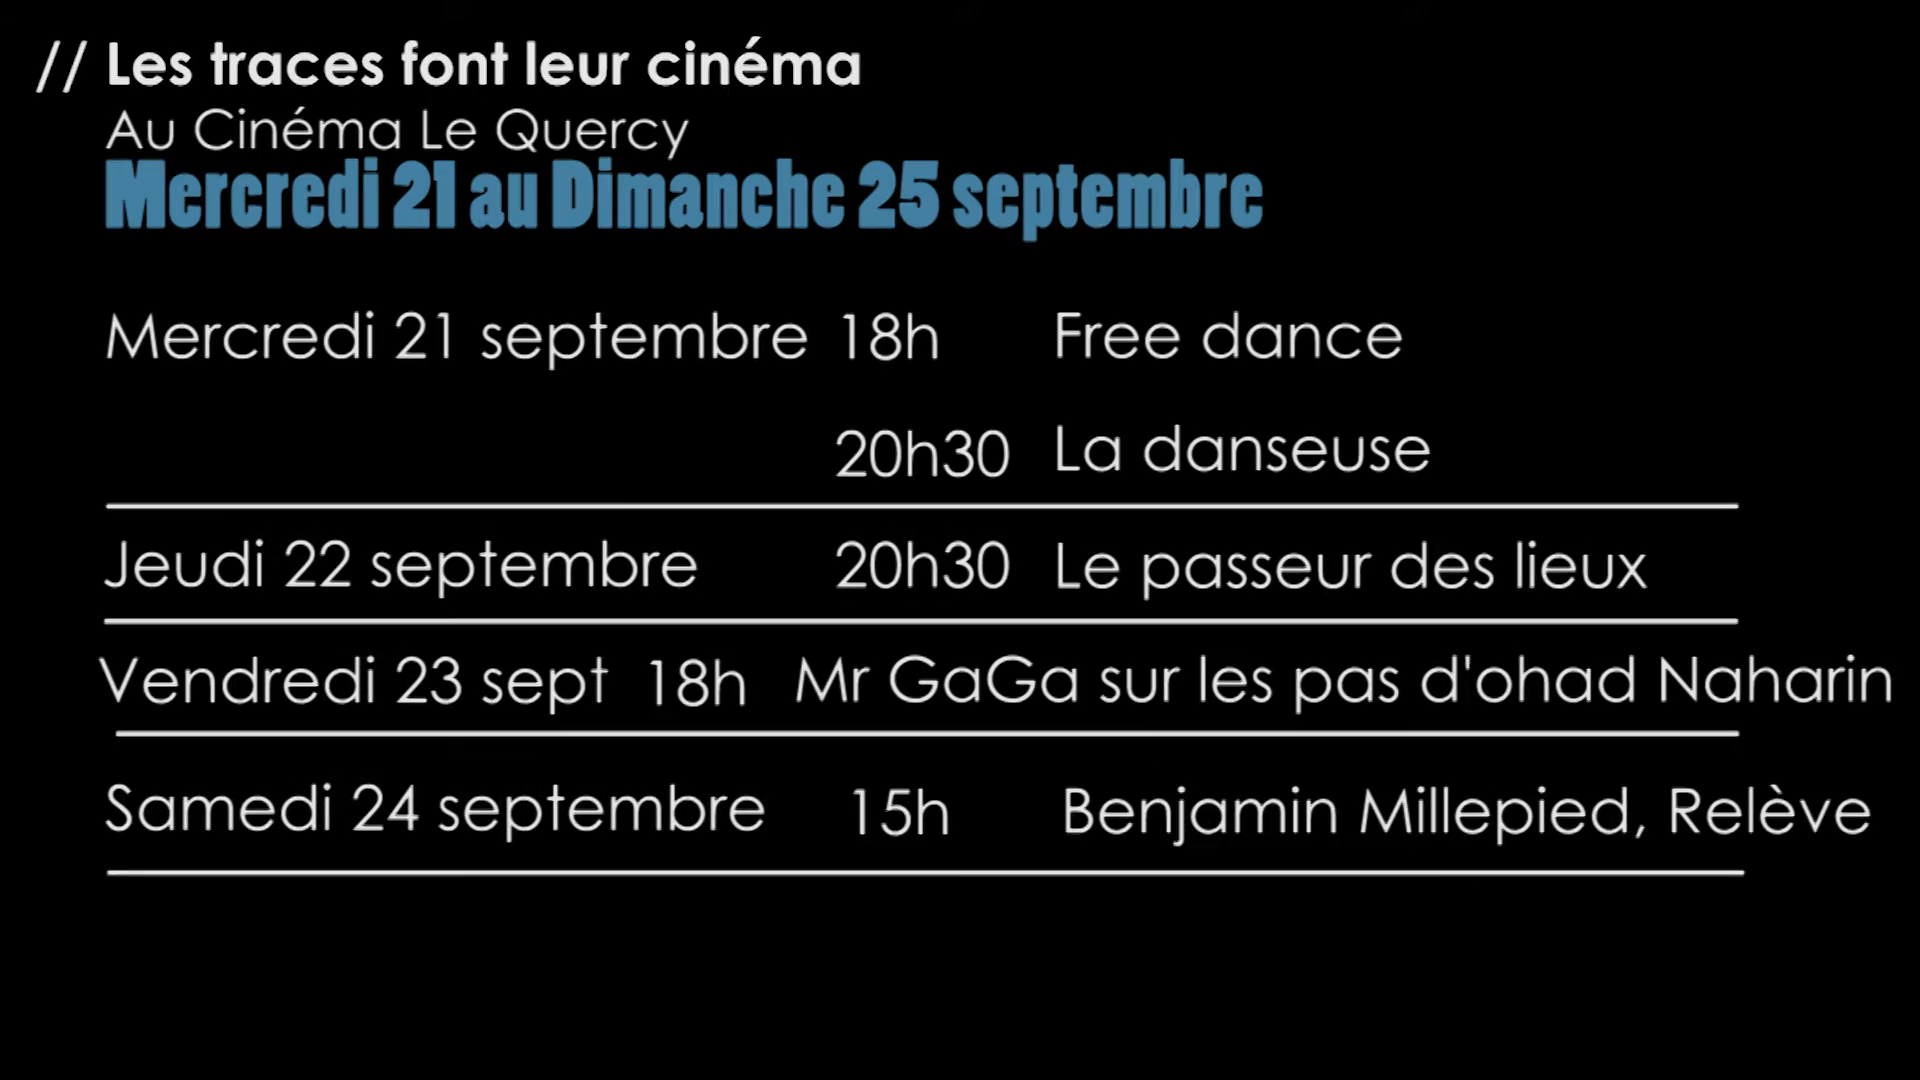 // Les traces font leur cinéma
Au Cinéma Le Quercy
Mercredi 21 au Dimanche 25 septembre
Mercredi 21 septembre 18h Free dance
20h30 La danseuse
Jeudi 22 septembre 20h30 Le passeur des lieux
Vendredi 23 sept 18h Mr GaGa sur les pas d'ohad Naharin
Samedi 24 septembre 15h Benjamin Millepied, Relève